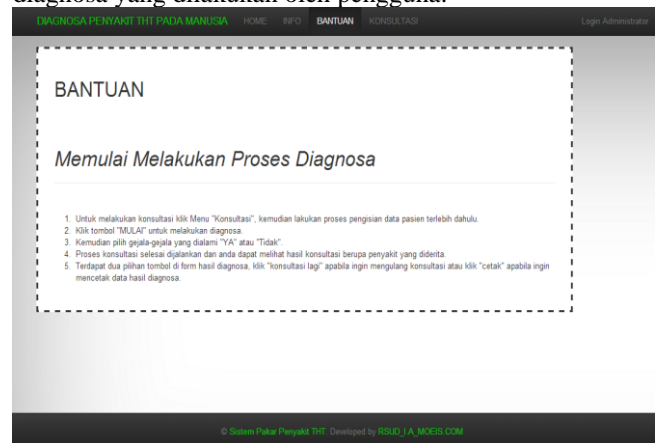 diagnosa yang dilakukan oleh pengguna.
DIAGNOSA PENYAKIT THT PADA MANUSIA HOME INFO BANTUAN KONSULTASI Login Administrator
BANTUAN
Memulai Melakukan Proses Diagnosa
1. Untuk melakukan konsultasi klik Menu "Konsultasi", kemudian lakukan proses pengisian data pasien terlebih dahulu.
2. Klik tombol "MULAI" untuk melakukan diagnosa.
3. Kemudian pilih gejala-gejala yang dialami "YA" atau "Tidak".
4. Proses konsultasi selesai dijalankan dan anda dapat melihat hasil konsultasi berupa penyakit yang diderita.
5. Terdapat dua pilihan tombol di form hasil diagnosa, klik "konsultasi lagi" apabila ingin mengulang konsultasi atau klik "cetak" apabila ingin
mencetak data hasil diagnosa.
© Sistem Pakar Penyakit THT. Developed by RSUD_I A_MOEIS.COM